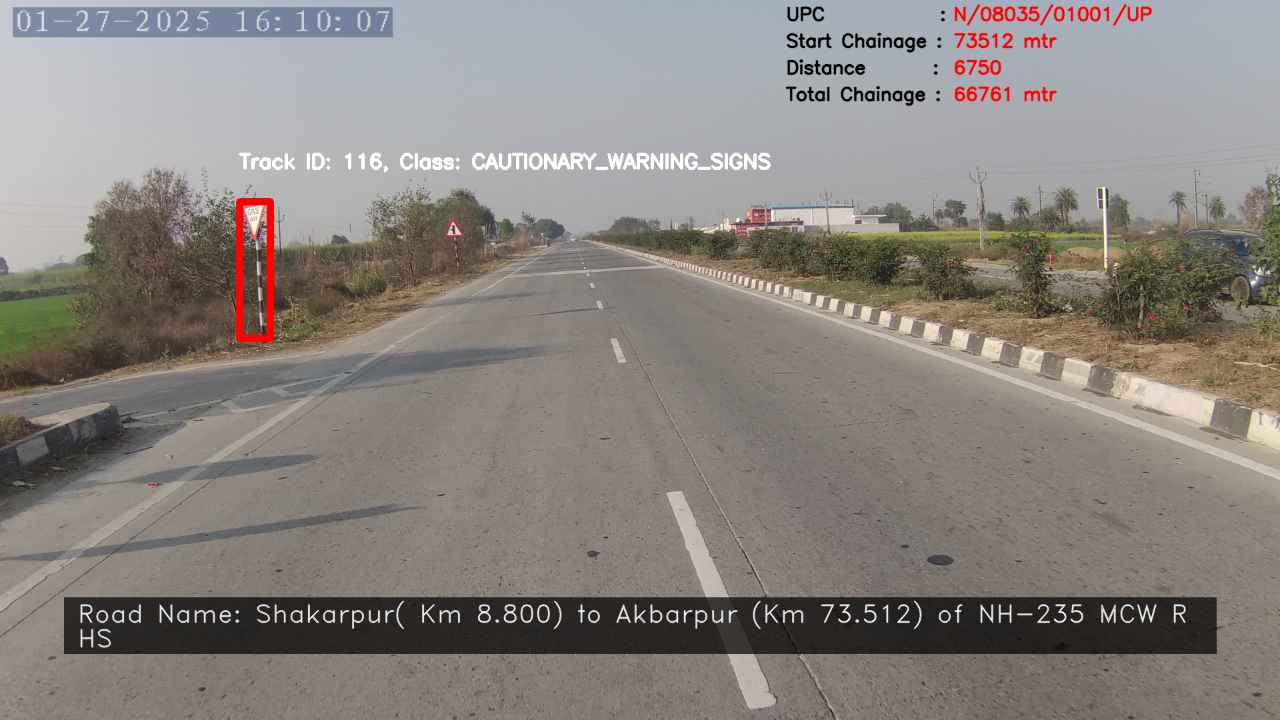 01-27-2025 16:10:07
UPC : N/08035/01001/UP
Start Chainage : 73512 mtr
Distance : 6750
Total Chainage : 66761 mtr
Track ID: 116, Class: CAUTIONARY_WARNING_SIGNS
Road Name: Shakarpur( Km 8.800) to Akbarpur (Km 73.512) of NH-235 MCW R
HS